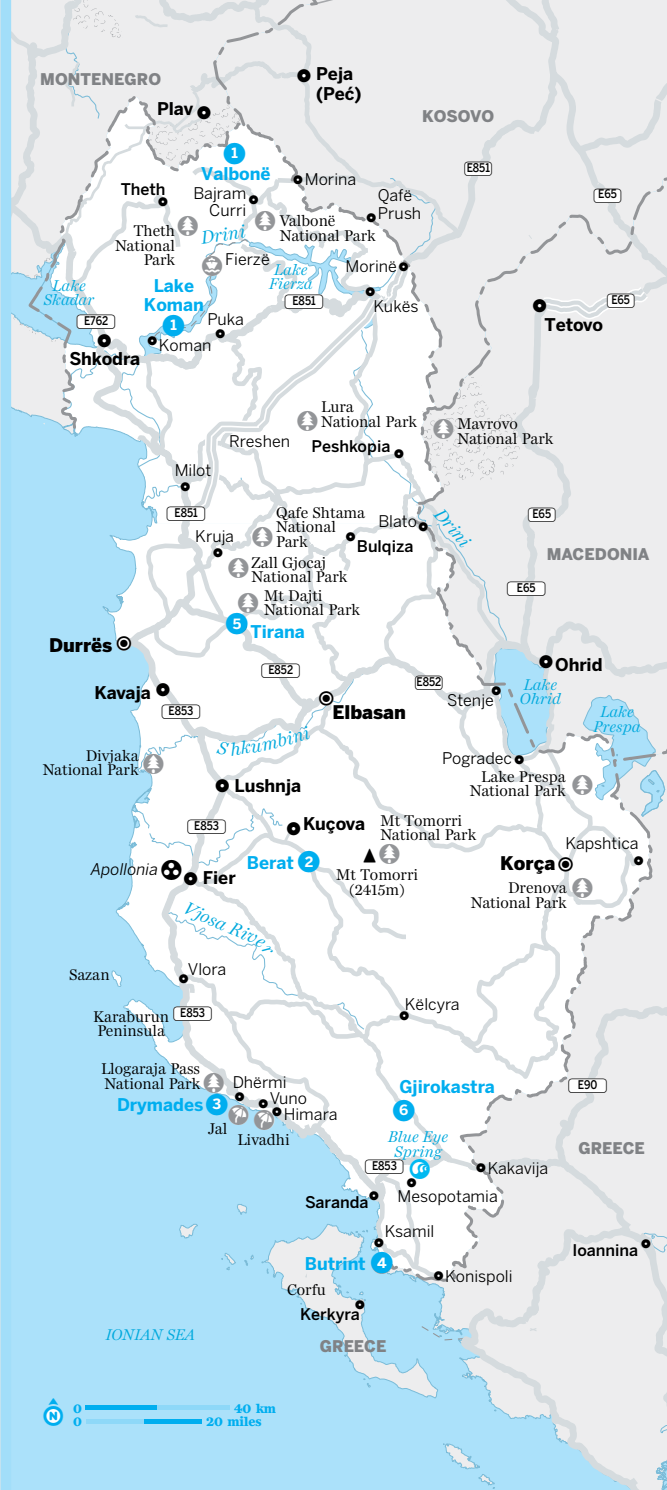 MONTENEGRO
Peja
(Peć)
Plav
KOSOVO
1
Valbonë
E851
Morina
Theth
Bajram
Curri
Qafë
Prush
E65
Theth
National
Park
Drini
Valbonë
National Park
Fierzë
Lake
Fierza
Morinë
Lake
Skadar
Lake
Koman
1
E851
Kukës
E65
E762
Puka
Tetovo
Koman
Shkodra
Lura
National Park
Mavrovo
National Park
Rreshen
Peshkopia
Milot
E851
Qafe Shtama
National
Park
Blato
Drini
E65
Kruja
Bulqiza
MACEDONIA
Zall Gjocaj
National Park
E65
Mt Dajti
National Park
5
Tirana
Durrës
Ohrid
E852
E852
Kavaja
Stenje
Lake
Ohrid
E853
Elbasan
Lake
Prespa
Shkumbini
Divjaka
National Park
Pogradec
Lake Prespa
National Park
Lushnja
E853
Kuçova
Mt Tomorri
National Park
Kapshtica
Berat
2
Mt Tomorri
(2415m)
Korça
Apollonia
Fier
Drenova
National Park
Vjosa River
Sazan
Vlora
Karaburun
Peninsula
E853
Këlcyra
Llogaraja Pass
National Park
Dhërmi
Gjirokastra
6
E90
Drymades
3
Vuno
Himara
Jal
Livadhi
Blue Eye
Spring
GREECE
E853
Kakavija
Mesopotamia
Saranda
Ksamil
Ioannina
Butrint
4
Konispoli
Corfu
Kerkyra
IONIAN SEA
GREECE
N
0 40 km
0 20 miles